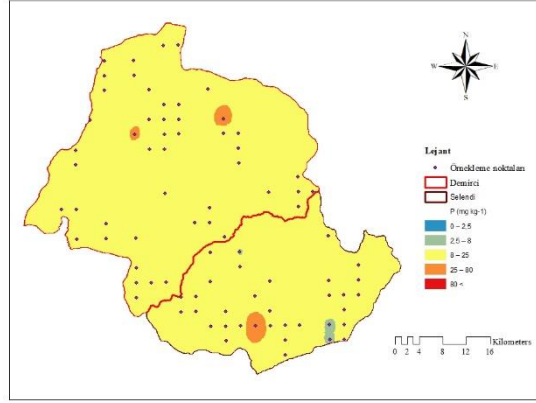 N
W E
S
Lejant
Örnekleme noktaları
Demirci
Selendi
P (mg kg-1)
0 – 2,5
2,5 – 8
8 – 25
25 – 80
80 <
Kilometers
0 2 4 8 12 16